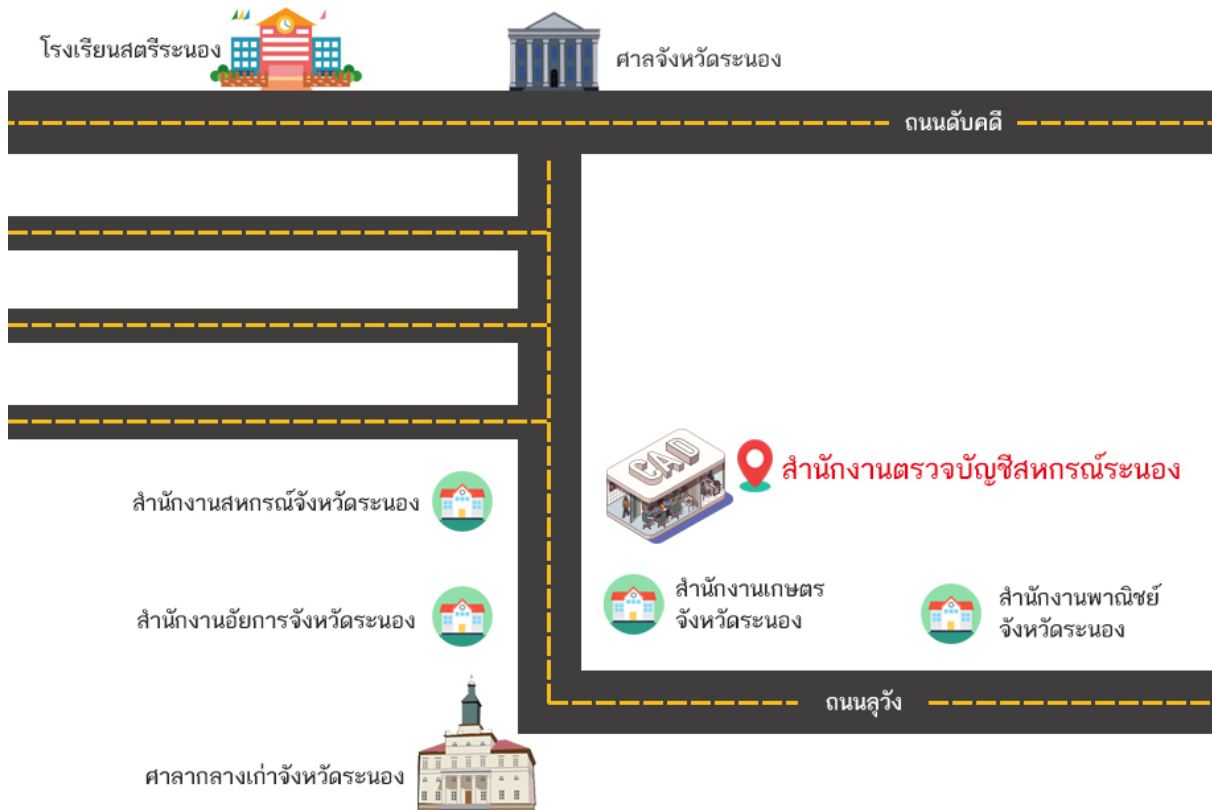 โรงเรียนสตรีระนอง
ศาลจังหวัดระนอง
ถนนดับคดี
CAD
สำนักงานตรวจบัญชีสหกรณ์ระนอง
สำนักงานสหกรณ์จังหวัดระนอง
สำนักงานเกษตร
จังหวัดระนอง
สำนักงานพาณิชย์
จังหวัดระนอง
สำนักงานอัยการจังหวัดระนอง
ถนนลุวัง
ศาลากลางเก่าจังหวัดระนอง